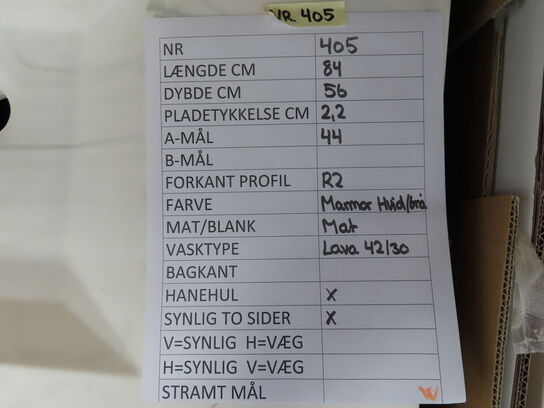 NR. 405
NR 405
LÆNGDE CM 84
DYBDE CM 56
PLADETYKKELSE CM 2,2
A-MÅL 44
B-MÅL
FORKANT PROFIL R2
FARVE Marmor Hvid/Grå
MAT/BLANK Mat
VASKTYPE Lava 42/30
BAGKANT
HANEHUL X
SYNLIG TO SIDER X
V=SYNLIG H=VÆG
H=SYNLIG V=VÆG
STRAMT MÅL W